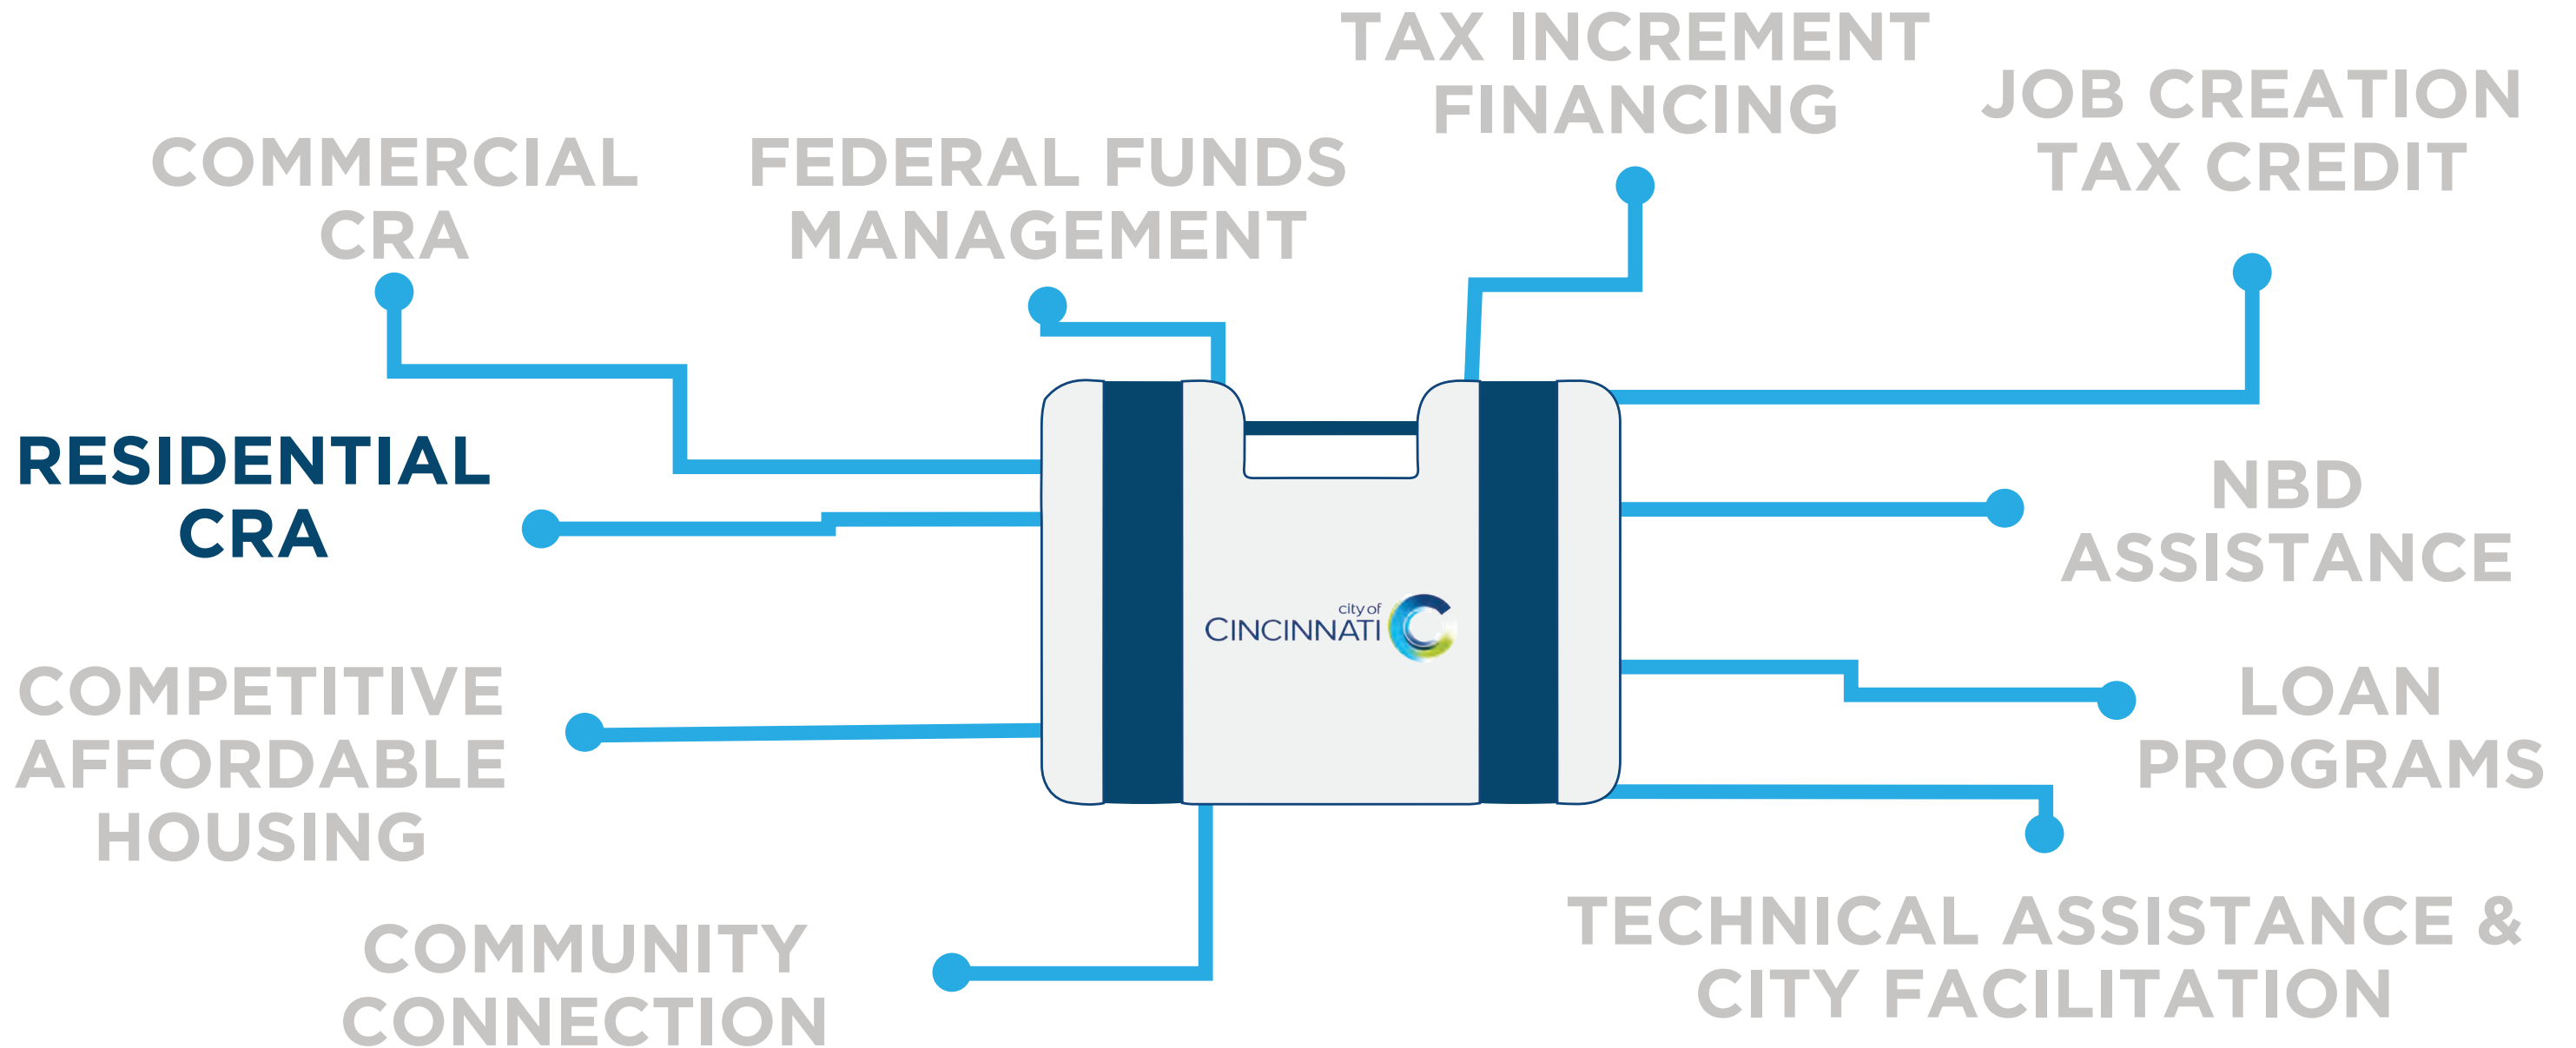 TAX INCREMENT
FINANCING
JOB CREATION
TAX CREDIT
COMMERCIAL
CRA
FEDERAL FUNDS
MANAGEMENT
RESIDENTIAL
CRA
NBD
ASSISTANCE
city of
CINCINNATI
COMPETITIVE
AFFORDABLE
HOUSING
LOAN
PROGRAMS
COMMUNITY
CONNECTION
TECHNICAL ASSISTANCE &
CITY FACILITATION